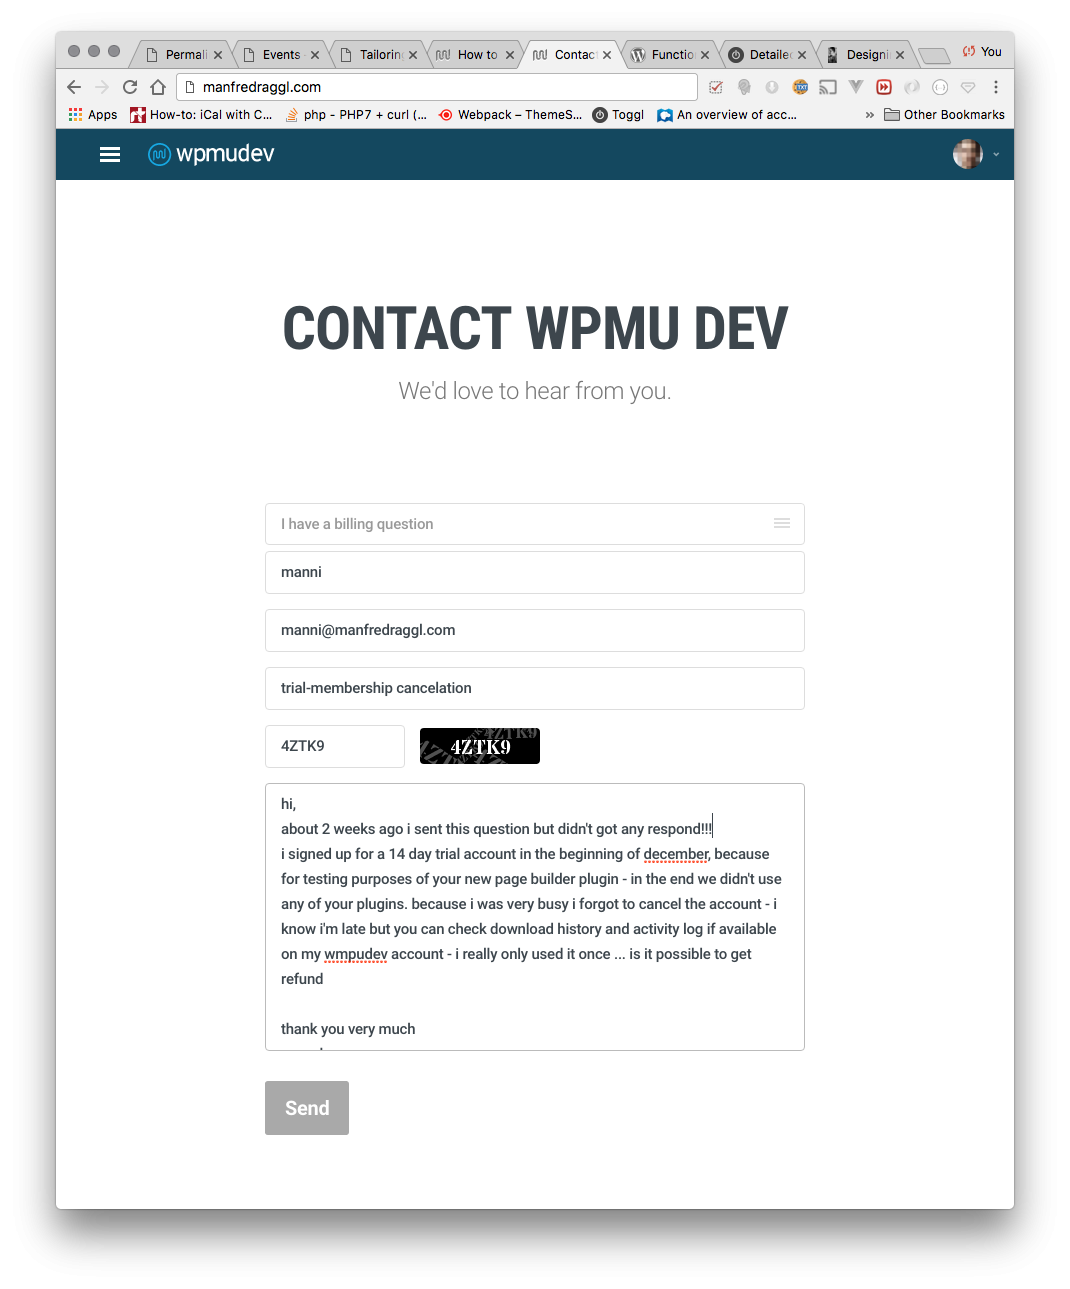 Permali Events Tailorin How to Contac Functio Detailed Designi You
manfredraggl.com
Apps How-to: iCal with C... php - PHP7 + curl (... Webpack – ThemeS... Toggl An overview of acc... » Other Bookmarks
wpmudev
CONTACT WPMU DEV
We'd love to hear from you.
I have a billing question
manni
manni@manfredraggl.com
trial-membership cancelation
4ZTK9 4ZTK9
hi,
about 2 weeks ago i sent this question but didn't got any respond!!!
i signed up for a 14 day trial account in the beginning of december, because
for testing purposes of your new page builder plugin - in the end we didn't use
any of your plugins. because i was very busy i forgot to cancel the account - i
know i'm late but you can check download history and activity log if available
on my wmpudev account - i really only used it once ... is it possible to get
refund
thank you very much
Send